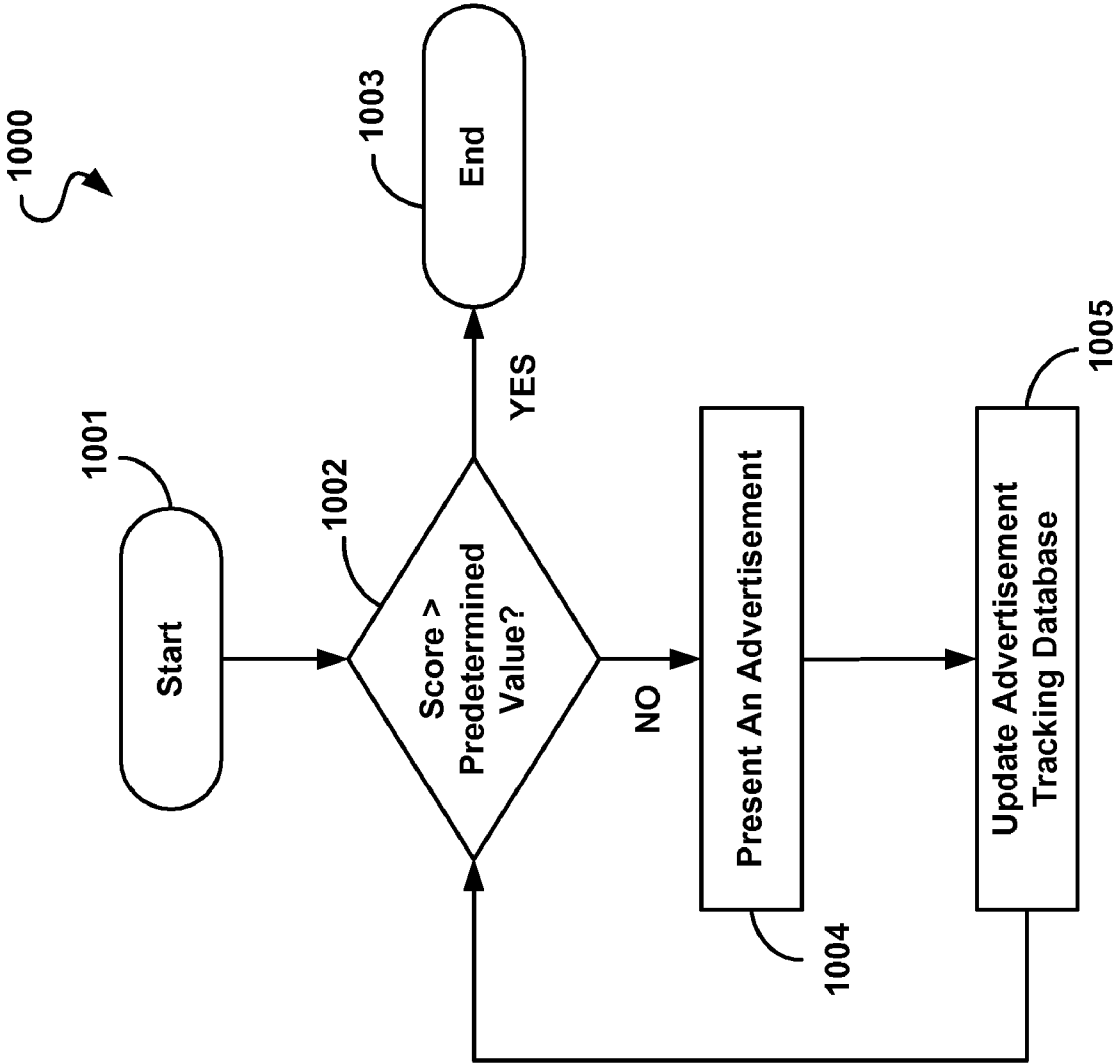 1000
1001
Start
1002
Score >
Predetermined
Value?
YES
1003
End
NO
1004
Present An Advertisement
1005
Update Advertisement
Tracking Database